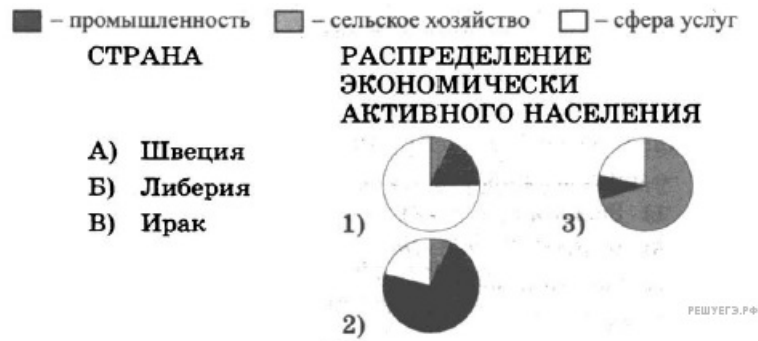 – промышленность – сельское хозяйство – сфера услуг
СТРАНА
РАСПРЕДЕЛЕНИЕ
ЭКОНОМИЧЕСКИ
АКТИВНОГО НАСЕЛЕНИЯ
А) Швеция
Б) Либерия
В) Ирак
1)
3)
2)
РЕШУЕГЭ.РФ